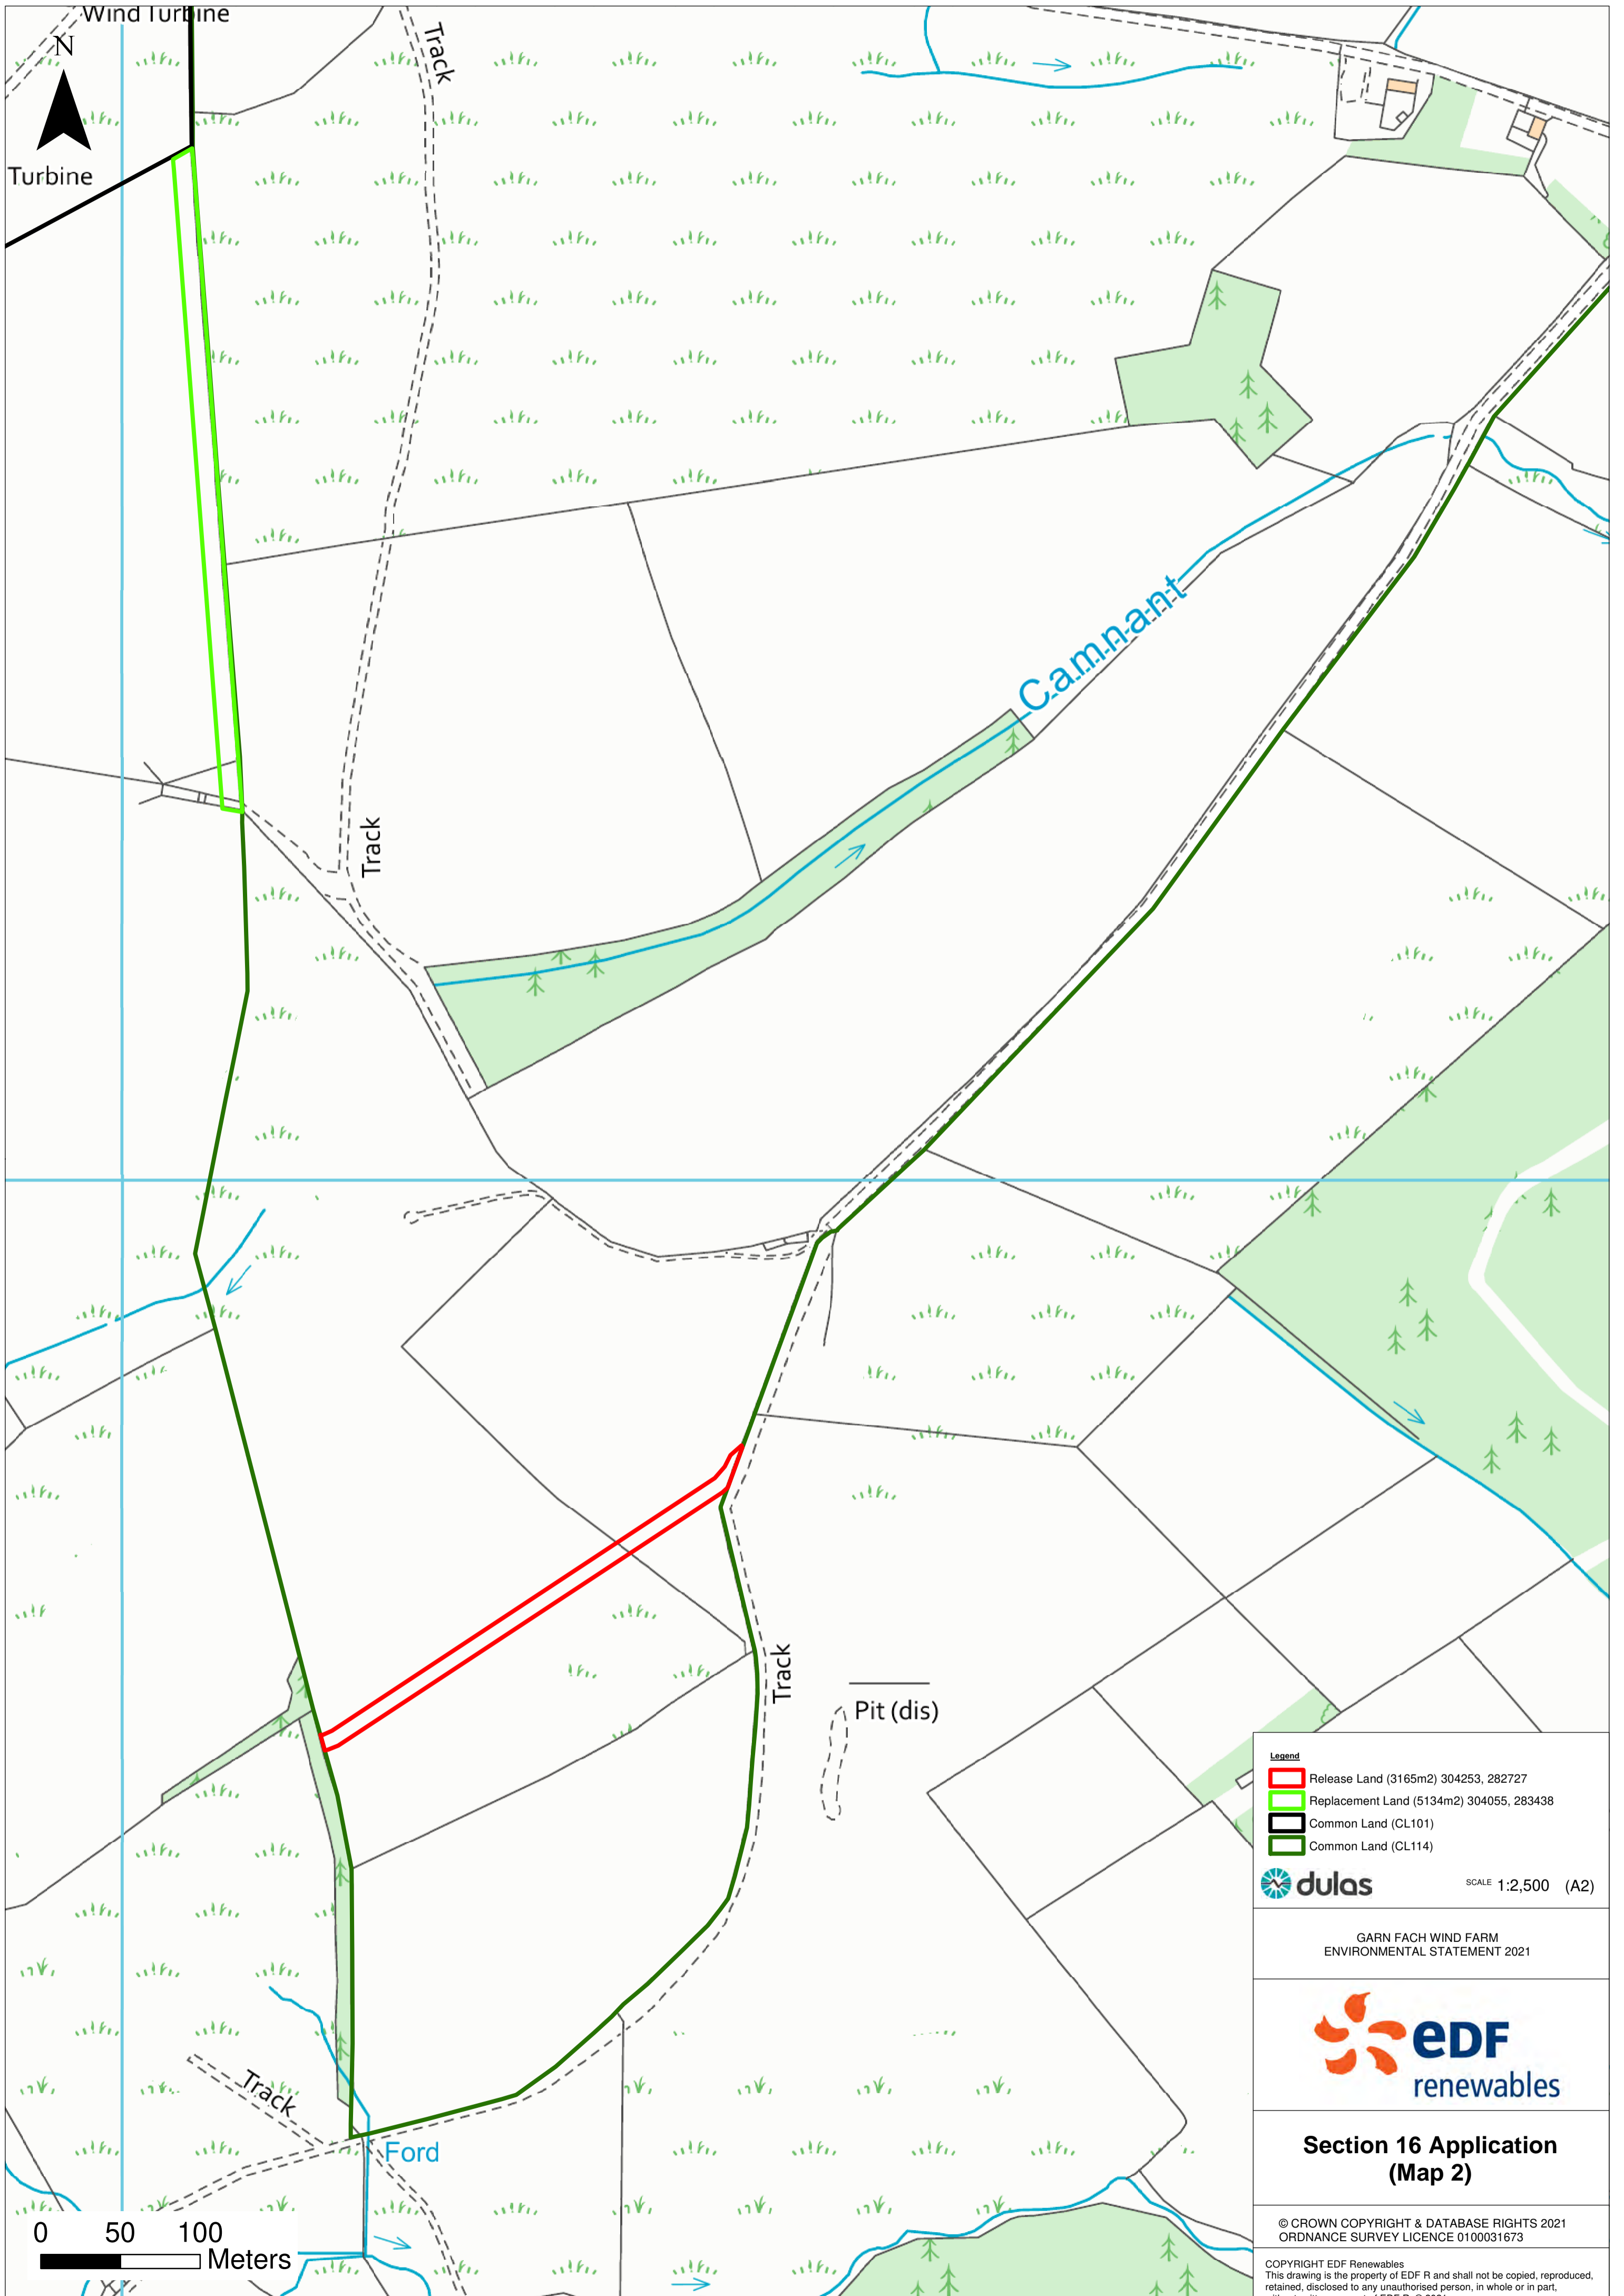 Wind Turbine
N
Turbine
Track
Camnant
Track
Track
Pit (dis)
Track
Ford
0 50 100
Meters
Legend
Release Land (3165m2) 304253, 282727
Replacement Land (5134m2) 304055, 283438
Common Land (CL101)
Common Land (CL114)
dulas
SCALE 1:2,500 (A2)
GARN FACH WIND FARM
ENVIRONMENTAL STATEMENT 2021
eDF
renewables
Section 16 Application
(Map 2)
© CROWN COPYRIGHT & DATABASE RIGHTS 2021
ORDNANCE SURVEY LICENCE 0100031673
COPYRIGHT EDF Renewables
This drawing is the property of EDF R and shall not be copied, reproduced,
retained, disclosed to any unauthorised person, in whole or in part,